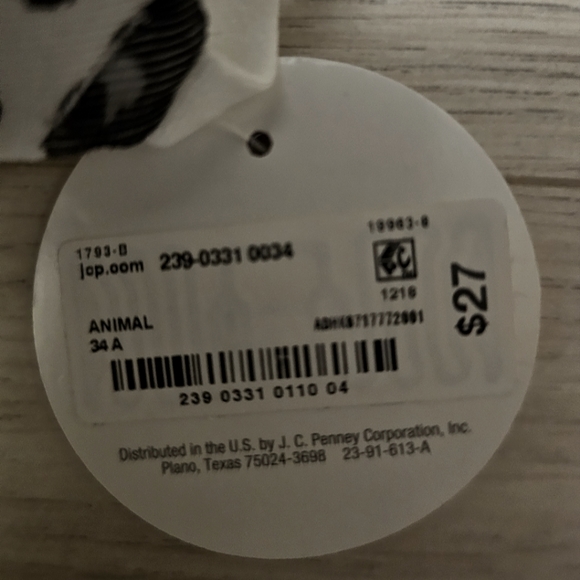 1793-B
19963-8
jcp.com 239-0331 0034
1218
$27
ANIMAL
34 A
239 0331 0110 04
Distributed in the U.S. by J. C. Penney Corporation, Inc.
Plano, Texas 75024-3698 23-91-613-A